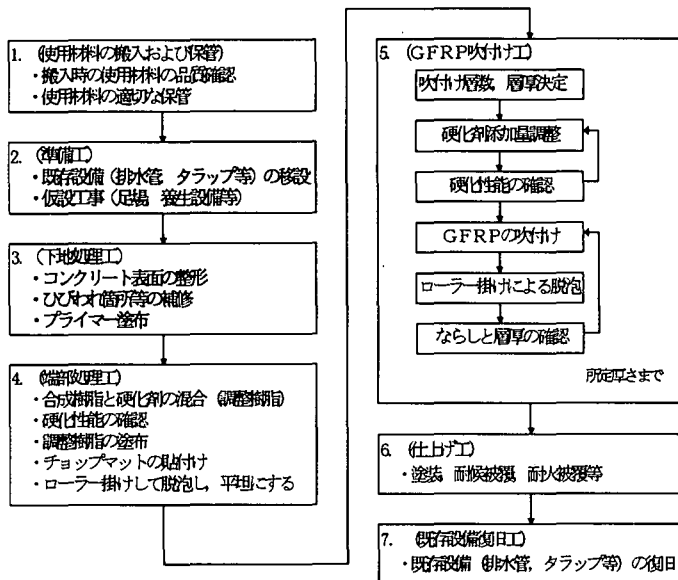 1. (使用材料の搬入および保管)
・搬入時の使用材料の品質確認
・使用材料の適切な保管
2. (準備工)
・既存設備(排水管, タラップ等)の移設
・仮設工事(足場, 養生設備等)
3. (下地処理工)
・コンクリート表面の整形
・ひびわれ箇所等の補修
・プライマー塗布
4. (端部処理工)
・合成樹脂と硬化剤の混合(調整樹脂)
・硬化性能の確認
・調整樹脂の塗布
・チョップマットの貼付け
・ローラー掛けして脱泡し, 平坦にする
5. (GFRP吹付け工)
吹付け層数, 層厚決定
硬化剤添加量調整
硬化性能の確認
GFRPの吹付け
ローラー掛けによる脱泡
ならしと層厚の確認
所定厚さまで
6. (仕上げ工)
・塗装, 耐候被覆, 耐火被覆等
7. (既存設備復旧工)
・既存設備(排水管, タラップ等)の復旧